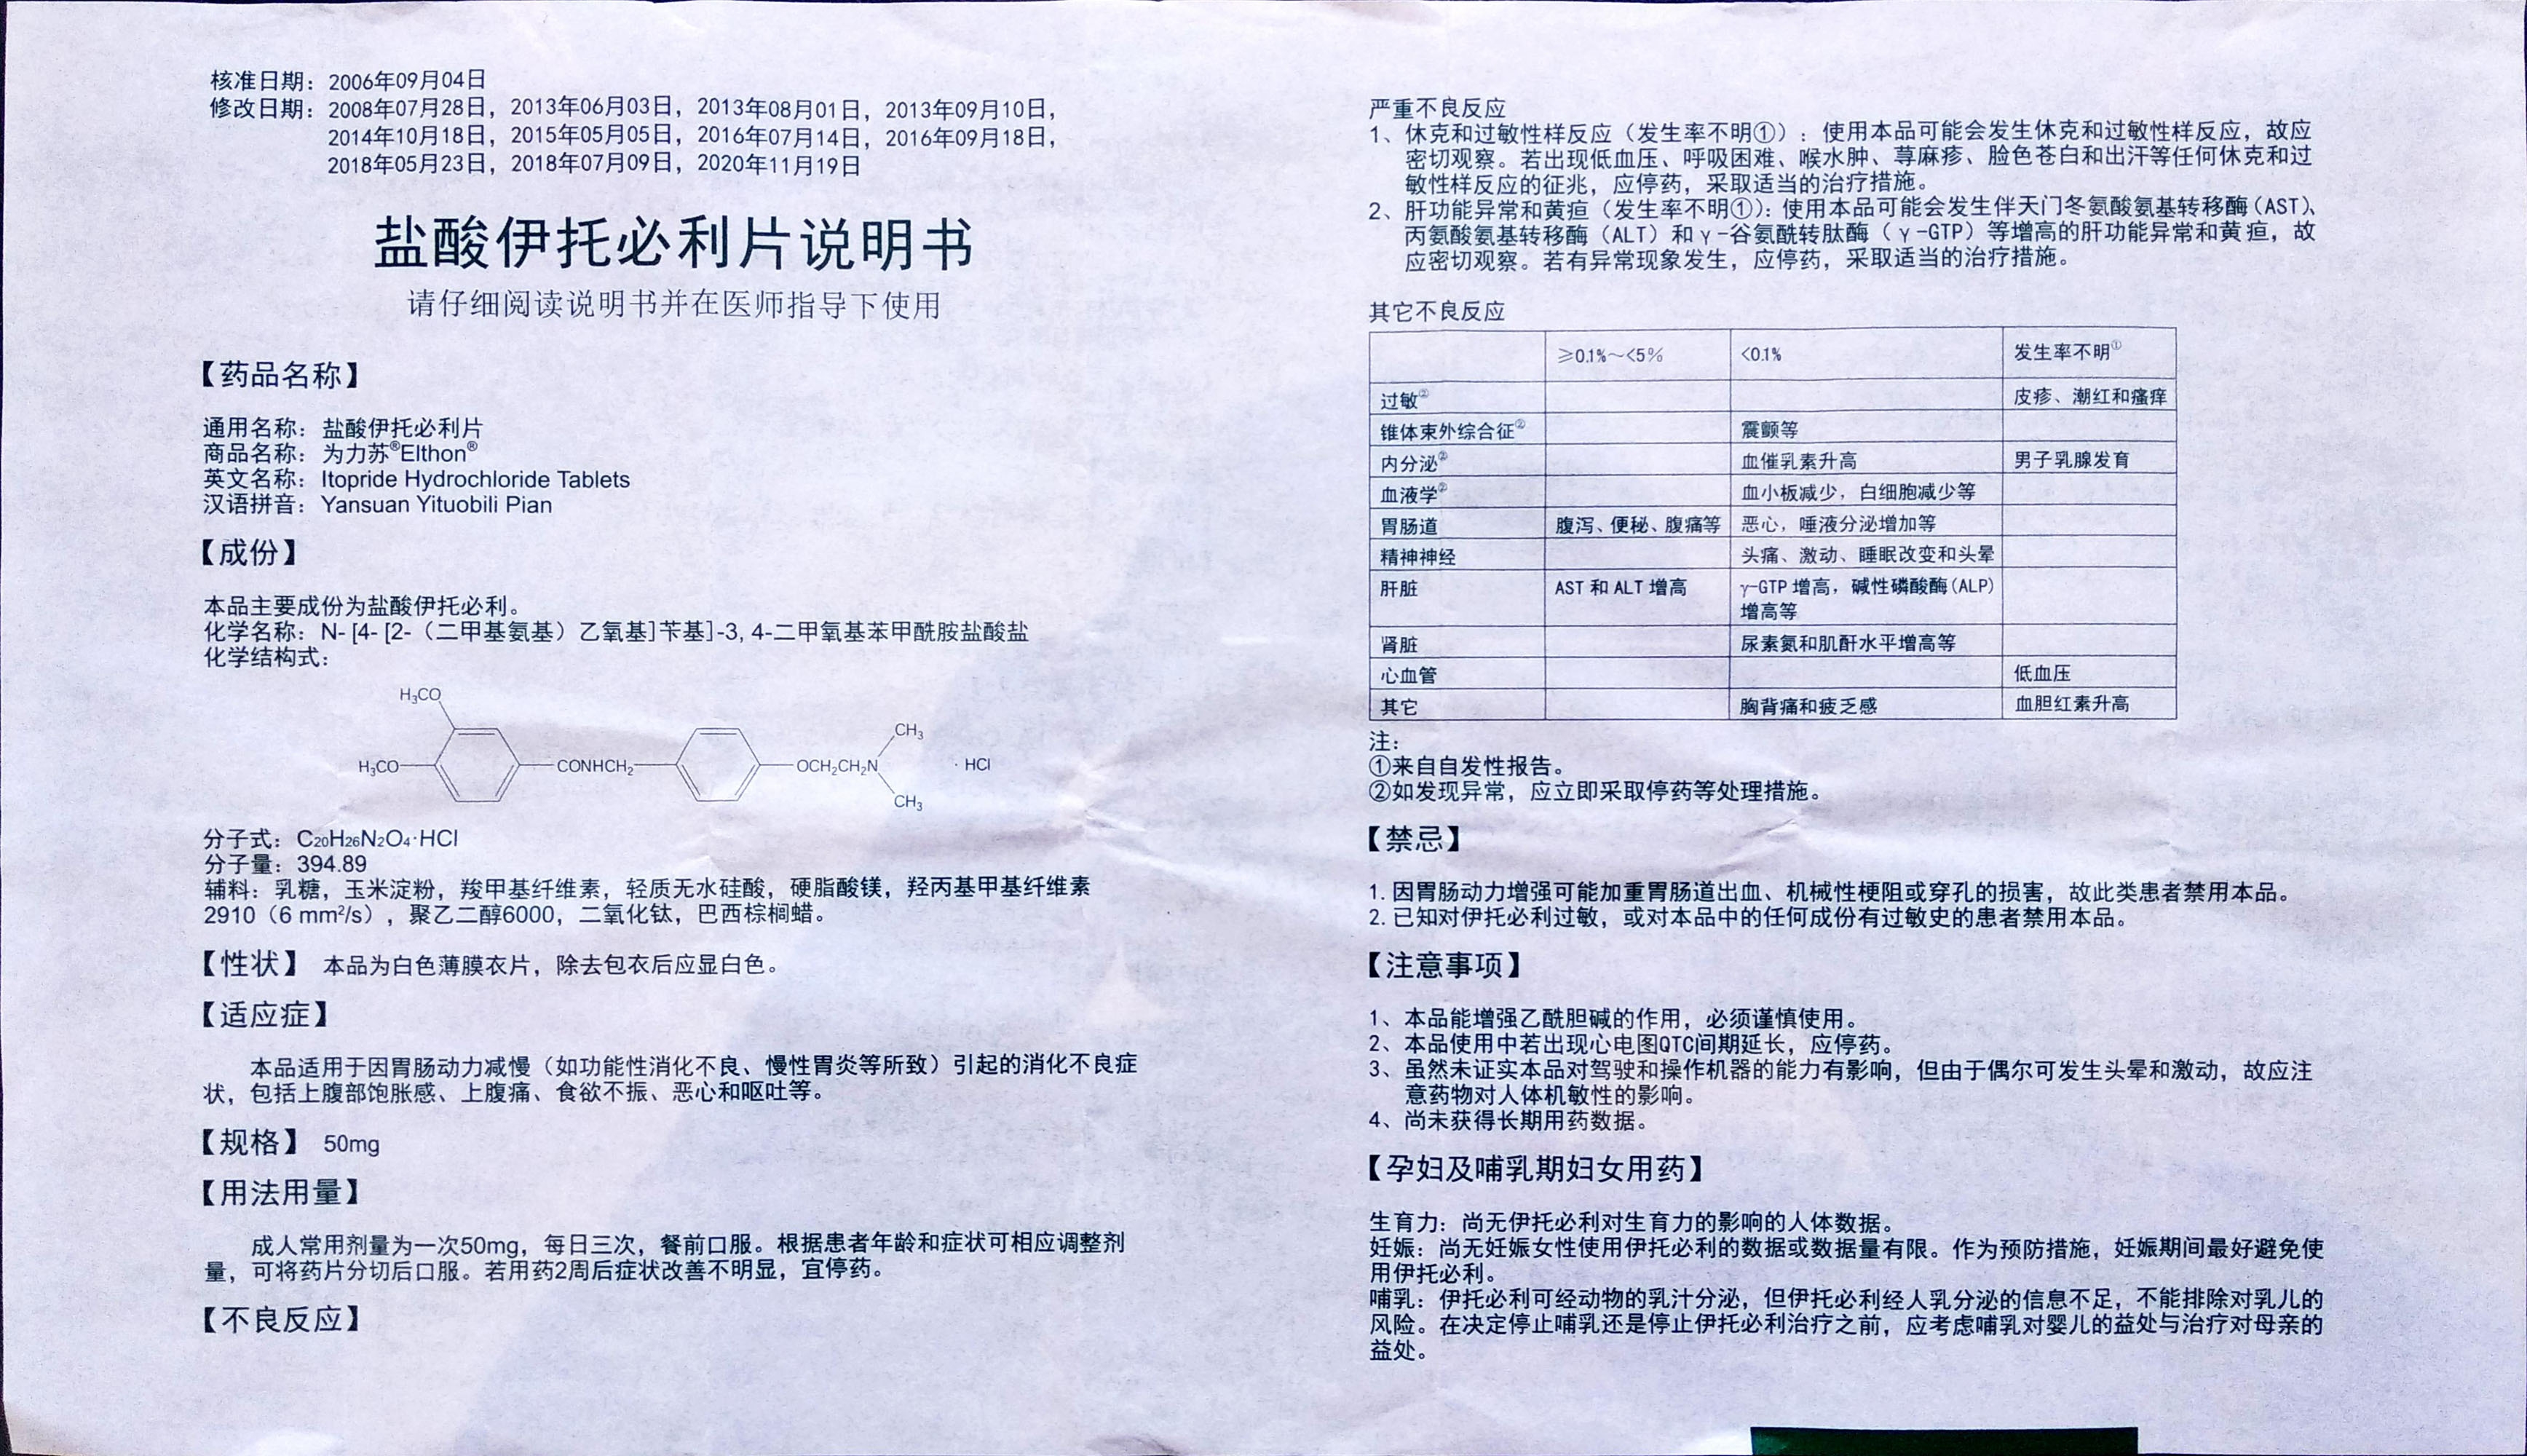 核准日期：2006年09月04日
修改日期：2008年07月28日，2013年06月03日，2013年08月01日，2013年09月10日，
2014年10月18日，2015年05月05日，2016年07月14日，2016年09月18日，
2018年05月23日，2018年07月09日，2020年11月19日
盐酸伊托必利片说明书
请仔细阅读说明书并在医师指导下使用
【药品名称】
通用名称：盐酸伊托必利片
商品名称：为力苏®Elthon®
英文名称：Itopride Hydrochloride Tablets
汉语拼音：Yansuan Yituobili Pian
【成份】
本品主要成份为盐酸伊托必利。
化学名称：N- [4- [2-（二甲基氨基）乙氧基]苄基]-3, 4-二甲氧基苯甲酰胺盐酸盐
化学结构式：
H₃CO
H₃CO CONHCH₂ OCH₂CH₂N CH₃ CH₃ · HCl
分子式：C₂₀H₂₆N₂O₄·HCl
分子量：394.89
辅料：乳糖，玉米淀粉，羧甲基纤维素，轻质无水硅酸，硬脂酸镁，羟丙基甲基纤维素
2910（6 mm²/s），聚乙二醇6000，二氧化钛，巴西棕榈蜡。
【性状】 本品为白色薄膜衣片，除去包衣后应显白色。
【适应症】
本品适用于因胃肠动力减慢（如功能性消化不良、慢性胃炎等所致）引起的消化不良症
状，包括上腹部饱胀感、上腹痛、食欲不振、恶心和呕吐等。
【规格】 50mg
【用法用量】
成人常用剂量为一次50mg，每日三次，餐前口服。根据患者年龄和症状可相应调整剂
量，可将药片分切后口服。若用药2周后症状改善不明显，宜停药。
【不良反应】
严重不良反应
1、休克和过敏性样反应（发生率不明①）：使用本品可能会发生休克和过敏性样反应，故应
密切观察。若出现低血压、呼吸困难、喉水肿、荨麻疹、脸色苍白和出汗等任何休克和过
敏性样反应的征兆，应停药，采取适当的治疗措施。
2、肝功能异常和黄疸（发生率不明①）：使用本品可能会发生伴天门冬氨酸氨基转移酶（AST）、
丙氨酸氨基转移酶（ALT）和γ-谷氨酰转肽酶（γ-GTP）等增高的肝功能异常和黄疸，故
应密切观察。若有异常现象发生，应停药，采取适当的治疗措施。
其它不良反应
≥0.1%～<5% <0.1% 发生率不明①
过敏② 皮疹、潮红和瘙痒
锥体束外综合征② 震颤等
内分泌② 血催乳素升高 男子乳腺发育
血液学② 血小板减少，白细胞减少等
胃肠道 腹泻、便秘、腹痛等 恶心，唾液分泌增加等
精神神经 头痛、激动、睡眠改变和头晕
肝脏 AST 和 ALT 增高 γ-GTP 增高，碱性磷酸酶(ALP)
增高等
肾脏 尿素氮和肌酐水平增高等
心血管 低血压
其它 胸背痛和疲乏感 血胆红素升高
注：
①来自自发性报告。
②如发现异常，应立即采取停药等处理措施。
【禁忌】
1. 因胃肠动力增强可能加重胃肠道出血、机械性梗阻或穿孔的损害，故此类患者禁用本品。
2. 已知对伊托必利过敏，或对本品中的任何成份有过敏史的患者禁用本品。
【注意事项】
1、本品能增强乙酰胆碱的作用，必须谨慎使用。
2、本品使用中若出现心电图QTC间期延长，应停药。
3、虽然未证实本品对驾驶和操作机器的能力有影响，但由于偶尔可发生头晕和激动，故应注
意药物对人体机敏性的影响。
4、尚未获得长期用药数据。
【孕妇及哺乳期妇女用药】
生育力：尚无伊托必利对生育力的影响的人体数据。
妊娠：尚无妊娠女性使用伊托必利的数据或数据量有限。作为预防措施，妊娠期间最好避免使
用伊托必利。
哺乳：伊托必利可经动物的乳汁分泌，但伊托必利经人乳分泌的信息不足，不能排除对乳儿的
风险。在决定停止哺乳还是停止伊托必利治疗之前，应考虑哺乳对婴儿的益处与治疗对母亲的
益处。